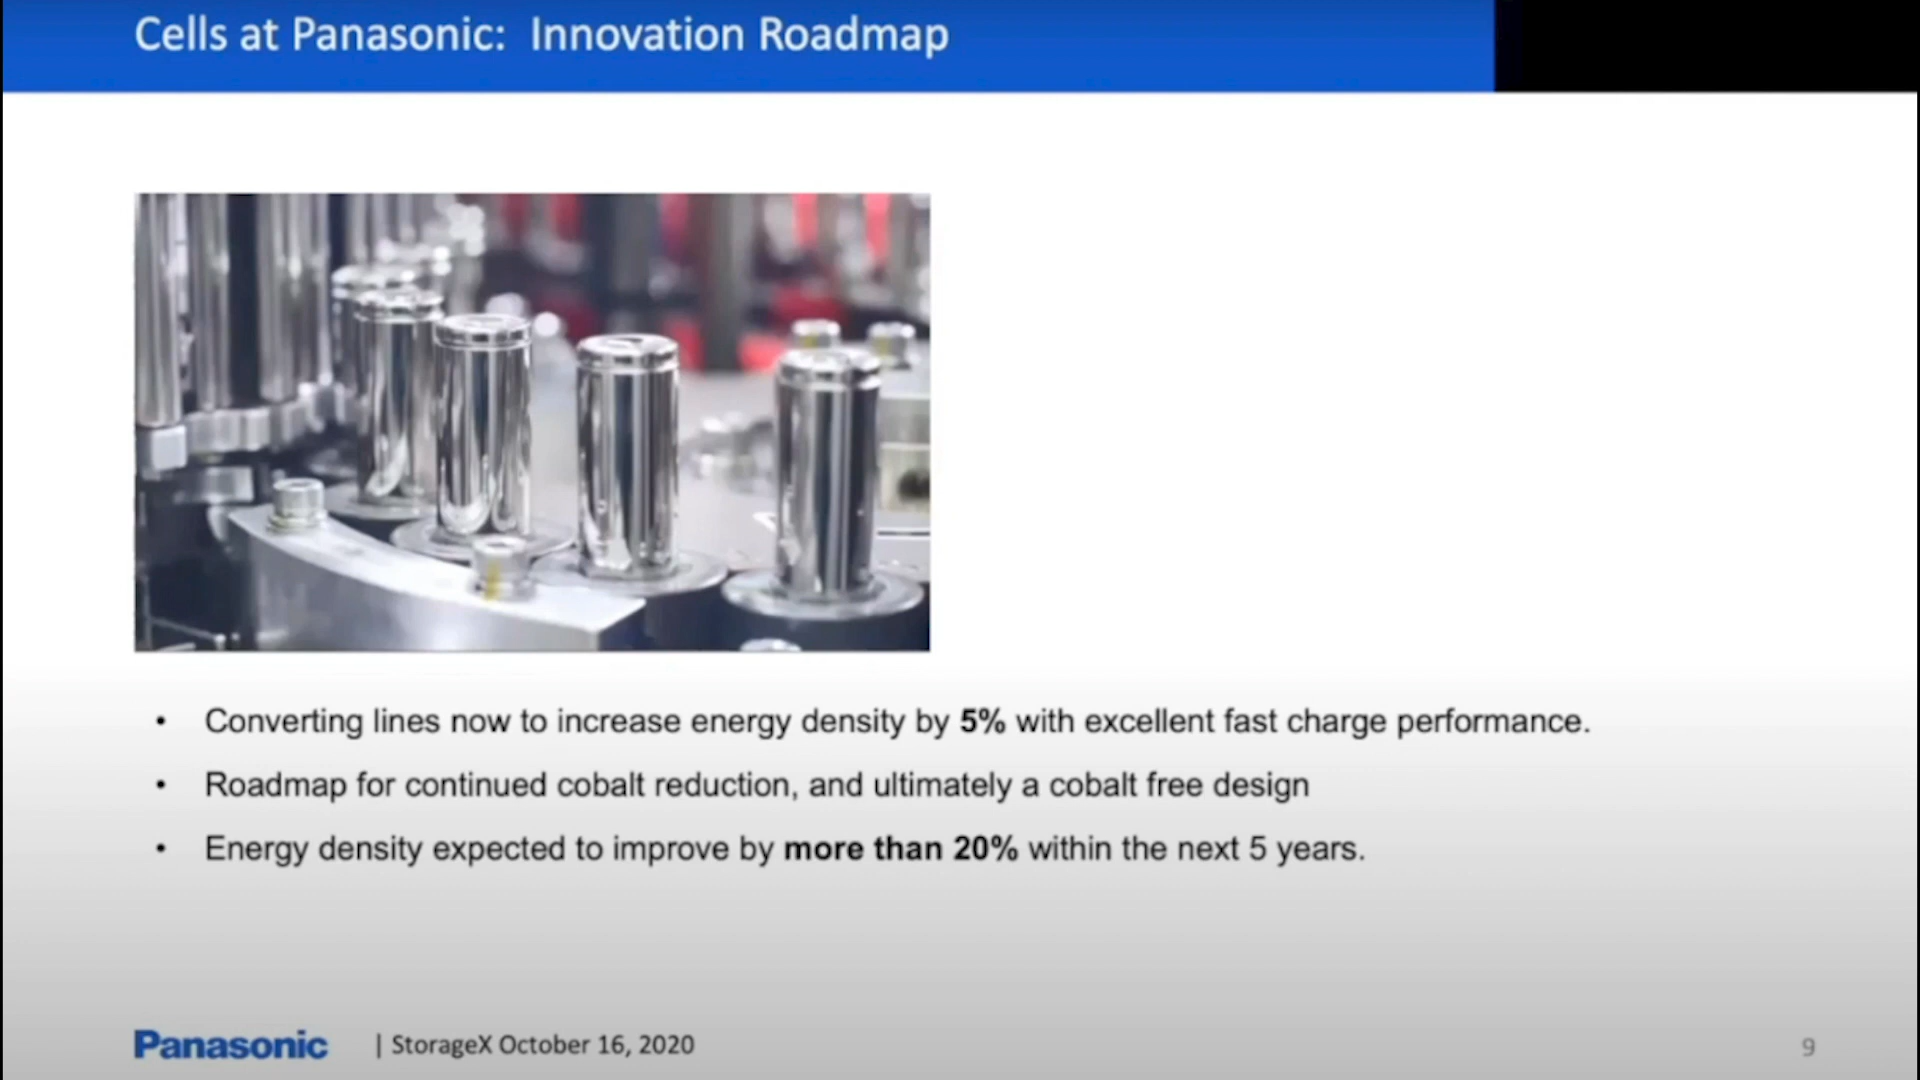 Cells at Panasonic: Innovation Roadmap
• Converting lines now to increase energy density by 5% with excellent fast charge performance.
• Roadmap for continued cobalt reduction, and ultimately a cobalt free design
• Energy density expected to improve by more than 20% within the next 5 years.
Panasonic | StorageX October 16, 2020 9